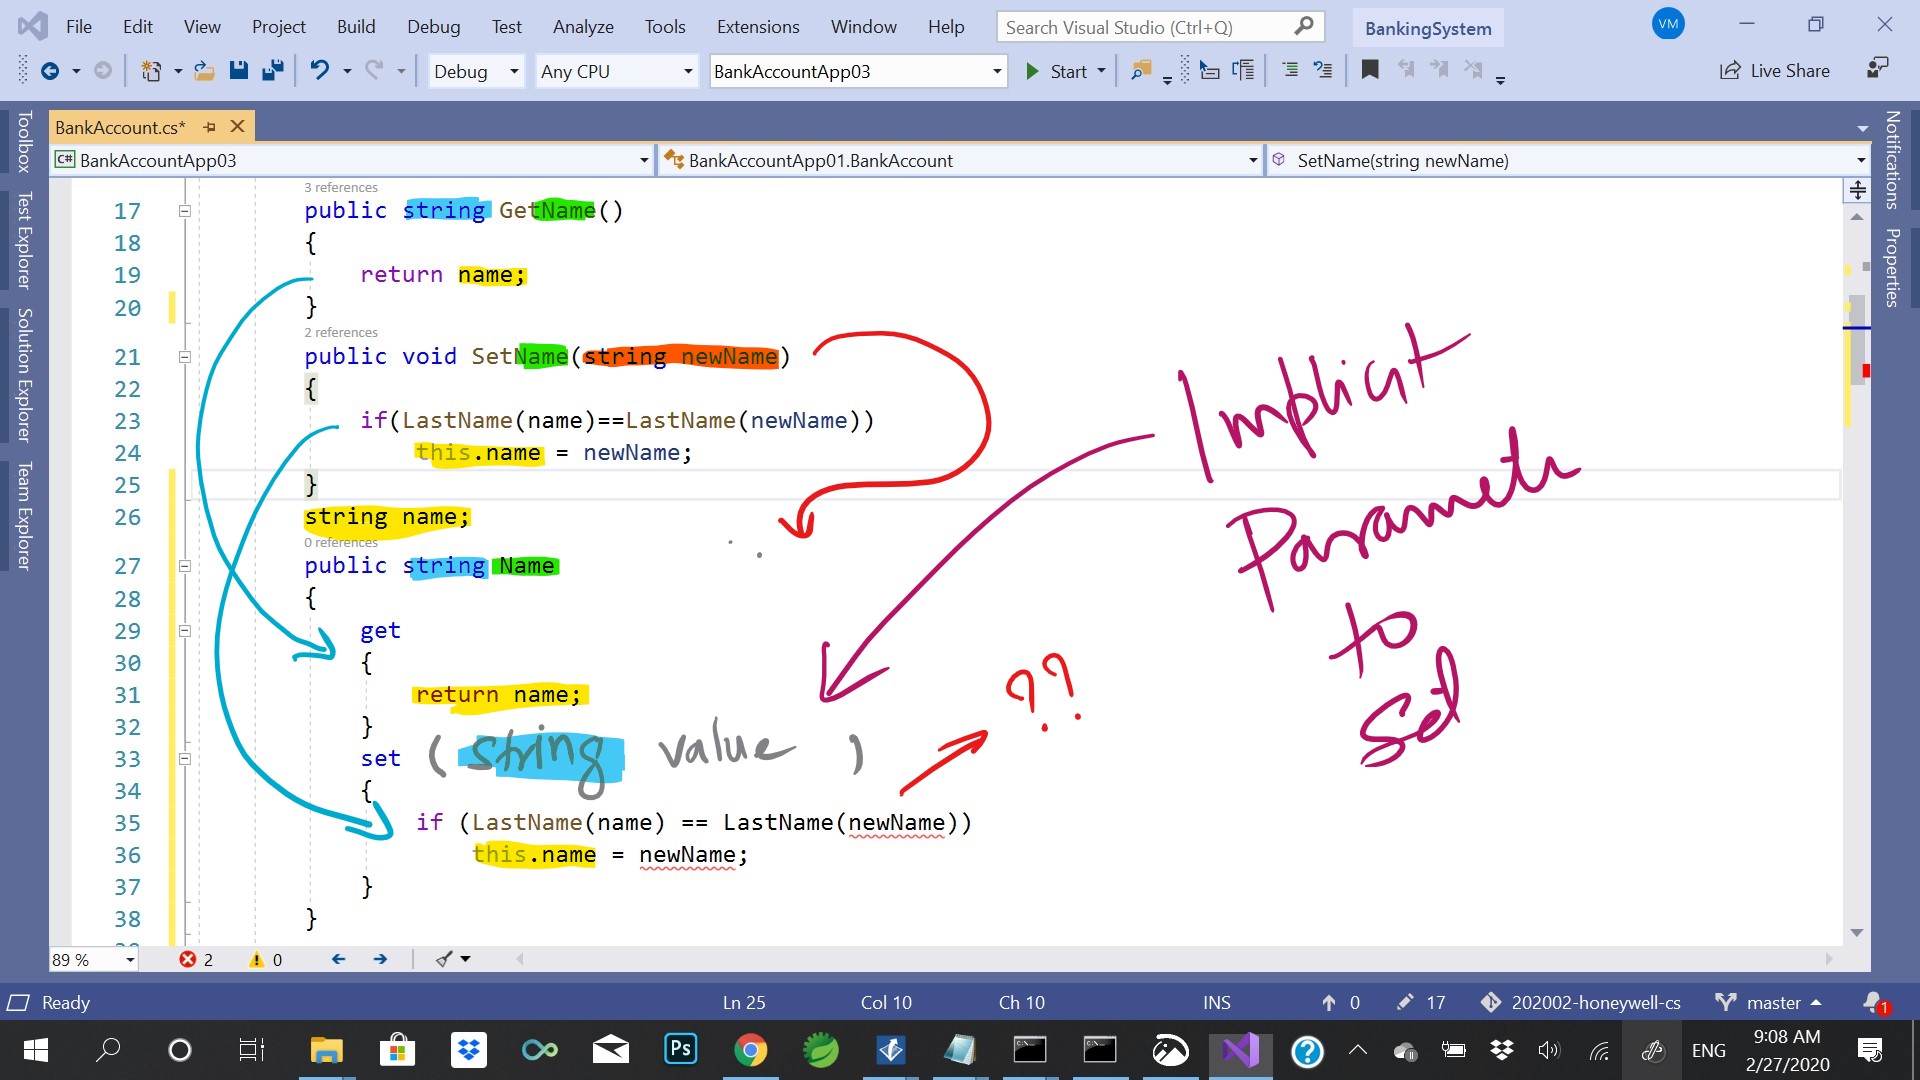 File Edit View Project Build Debug Test Analyze Tools Extensions Window Help Search Visual Studio (Ctrl+Q) BankingSystem VM
Debug Any CPU BankAccountApp03 Start Live Share
BankAccount.cs*
C# BankAccountApp03 BankAccountApp01.BankAccount SetName(string newName)
Toolbox
Test Explorer
Solution Explorer
Team Explorer
Notifications
Properties
3 references
17 public string GetName()
18 {
19 return name;
20 }
2 references
21 public void SetName(string newName)
22 {
23 if(LastName(name)==LastName(newName))
24 this.name = newName;
25 }
26 string name;
0 references
27 public string Name
28 {
29 get
30 {
31 return name;
32 }
33 set (string value)
34 {
35 if (LastName(name) == LastName(newName))
36 this.name = newName;
37 }
38 }
Implicit
Parameter
to
Set
??
89 % 2 0
Ready Ln 25 Col 10 Ch 10 INS 0 17 202002-honeywell-cs master 1
Ps ? ENG 9:08 AM
2/27/2020